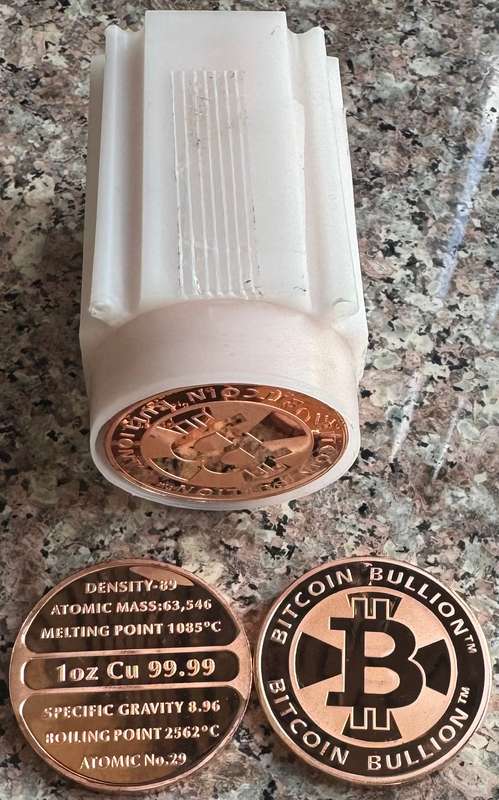 DENSITY-89
ATOMIC MASS:63,546
MELTING POINT 1085°C
1oz Cu 99.99
SPECIFIC GRAVITY 8.96
BOILING POINT 2562°C
ATOMIC No.29
BITCOIN BULLION™
B
BITCOIN BULLION™